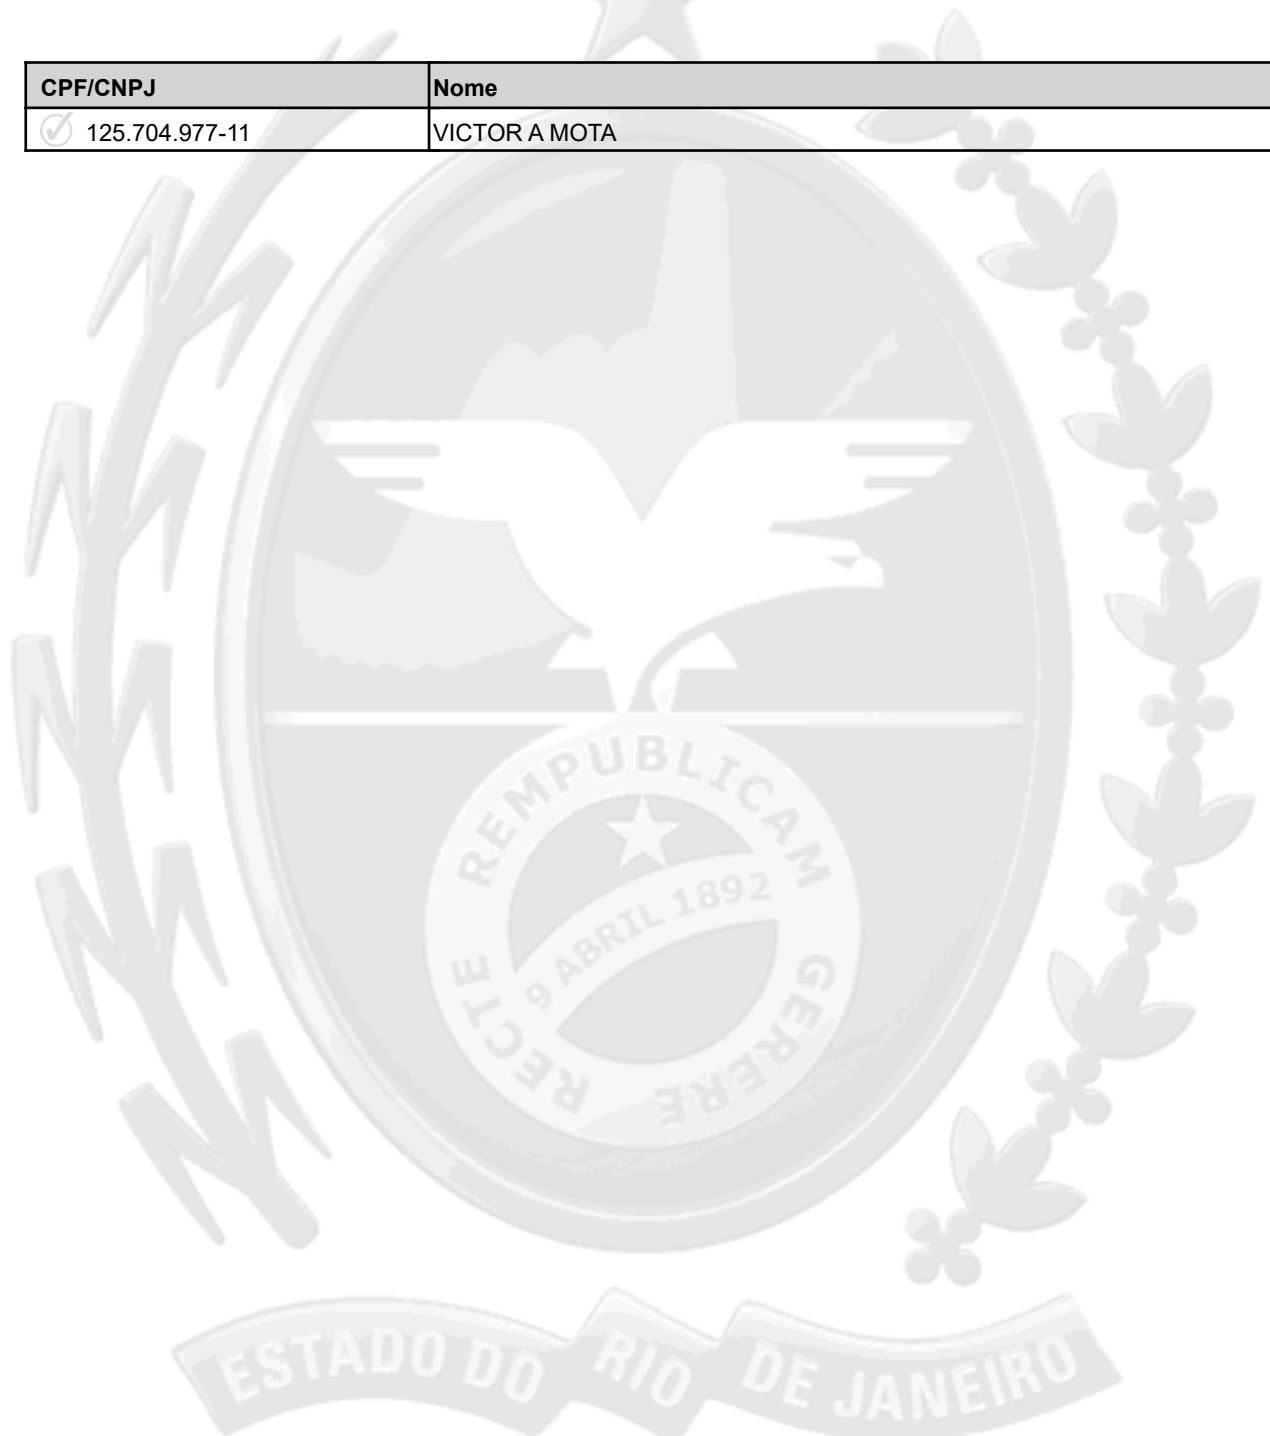 CPF/CNPJ Nome
125.704.977-11 VICTOR A MOTA
REMPUBLICAM
9 ABRIL 1892
RECTE GERERE
ESTADO DO RIO DE JANEIRO